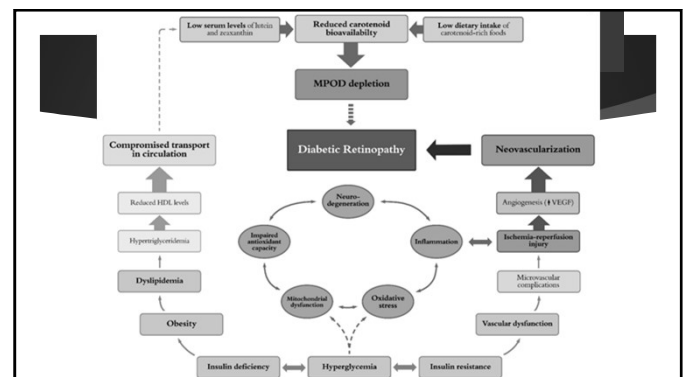 Low serum levels of lutein
and zeaxanthin
Reduced carotenoid
bioavailabilty
Low dietary intake of
carotenoid-rich foods
MPOD depletion
Compromised transport
in circulation
Diabetic Retinopathy
Neovascularization
Reduced HDL levels
Neuro-
degeneration
Angiogenesis (⬆ VEGF)
Hypertriglyceridemia
Impaired
antioxidant
capacity
Inflammation
Ischemia-reperfusion
injury
Dyslipidemia
Microvascular
complications
Mitochondrial
dysfunction
Oxidative
stress
Obesity
Vascular dysfunction
Insulin deficiency
Hyperglycemia
Insulin resistance